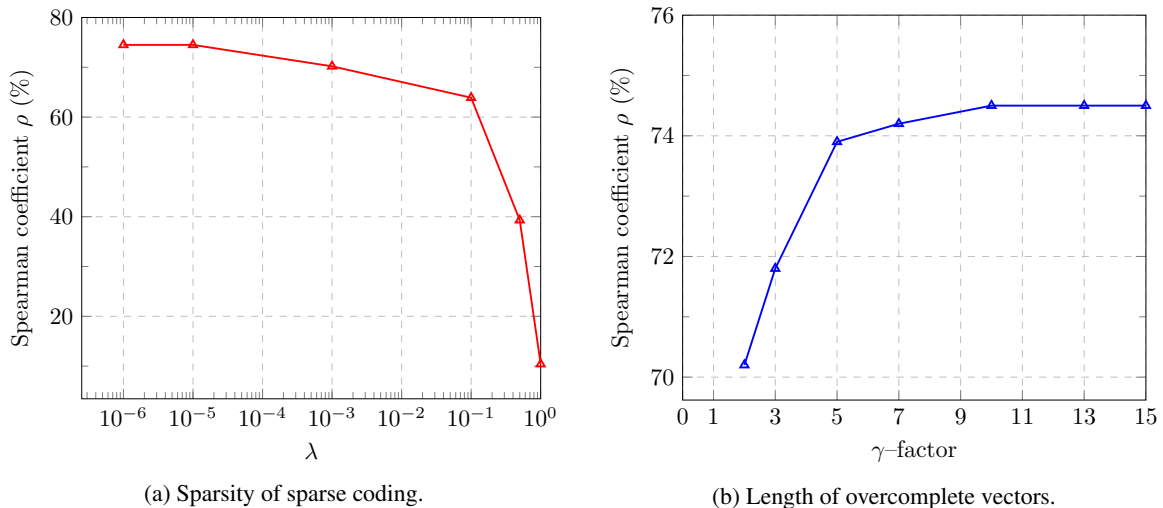 80
60
40
20
Spearman coefficient ρ (%)
10⁻⁶ 10⁻⁵ 10⁻⁴ 10⁻³ 10⁻² 10⁻¹ 10⁰
λ
(a) Sparsity of sparse coding.
76
74
72
70
Spearman coefficient ρ (%)
0 1 3 5 7 9 11 13 15
γ–factor
(b) Length of overcomplete vectors.